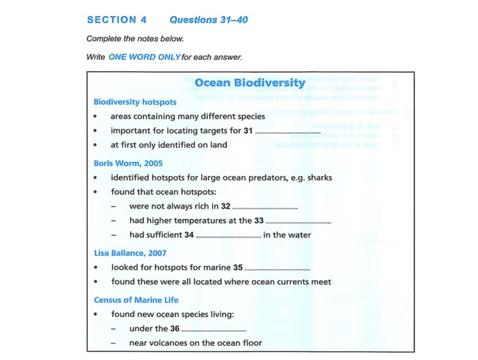 SECTION 4 Questions 31–40
Complete the notes below.
Write ONE WORD ONLY for each answer.
Ocean Biodiversity
Biodiversity hotspots
• areas containing many different species
• important for locating targets for 31 ____________
• at first only identified on land
Boris Worm, 2005
• identified hotspots for large ocean predators, e.g. sharks
• found that ocean hotspots:
– were not always rich in 32 ____________
– had higher temperatures at the 33 ____________
– had sufficient 34 ____________ in the water
Lisa Ballance, 2007
• looked for hotspots for marine 35 ____________
• found these were all located where ocean currents meet
Census of Marine Life
• found new ocean species living:
– under the 36 ____________
– near volcanoes on the ocean floor